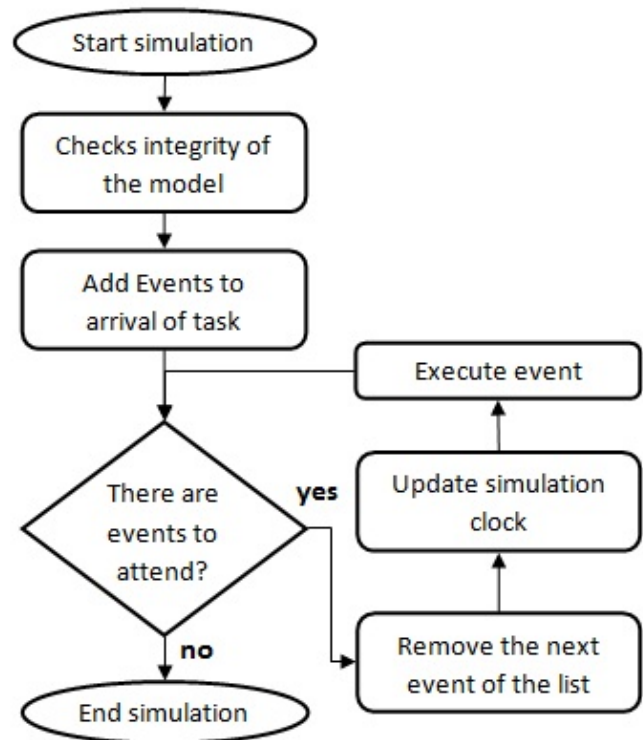 Start simulation
Checks integrity of
the model
Add Events to
arrival of task
Execute event
There are
events to
attend?
yes
Update simulation
clock
Remove the next
event of the list
no
End simulation